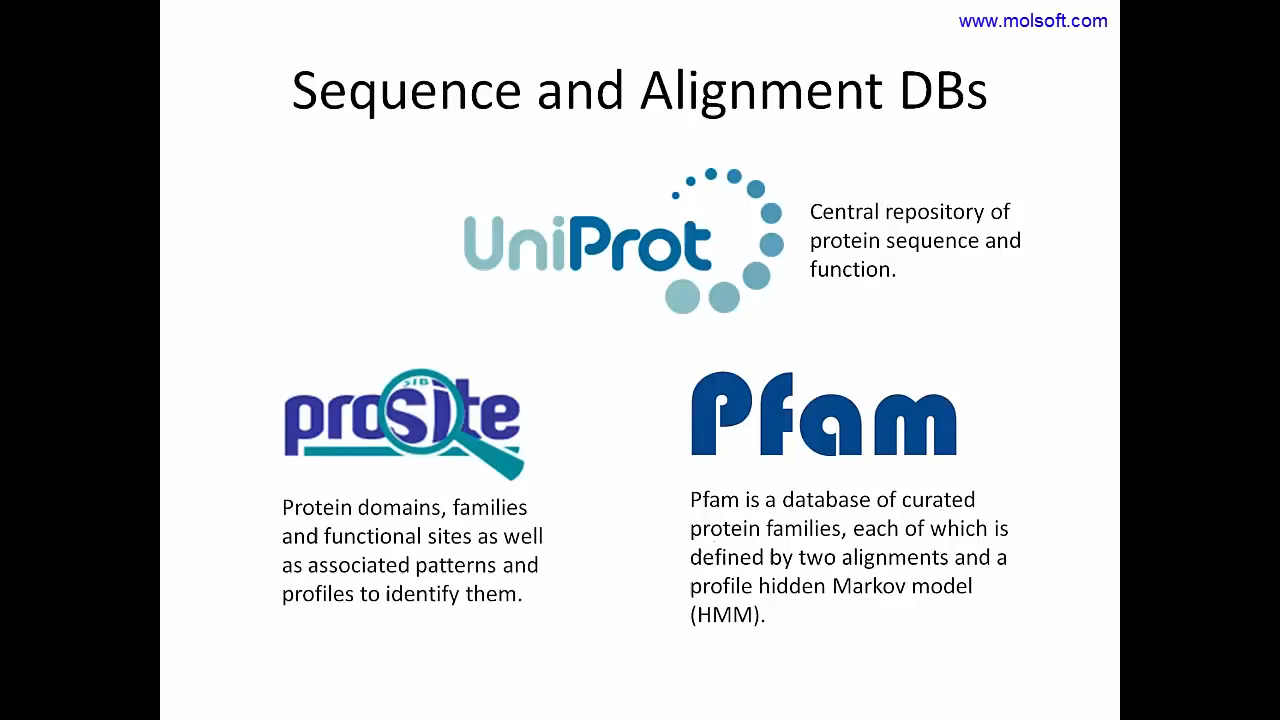 www.molsoft.com
Sequence and Alignment DBs
UniProt
Central repository of
protein sequence and
function.
SIB
prosite
Protein domains, families
and functional sites as well
as associated patterns and
profiles to identify them.
Pfam
Pfam is a database of curated
protein families, each of which is
defined by two alignments and a
profile hidden Markov model
(HMM).